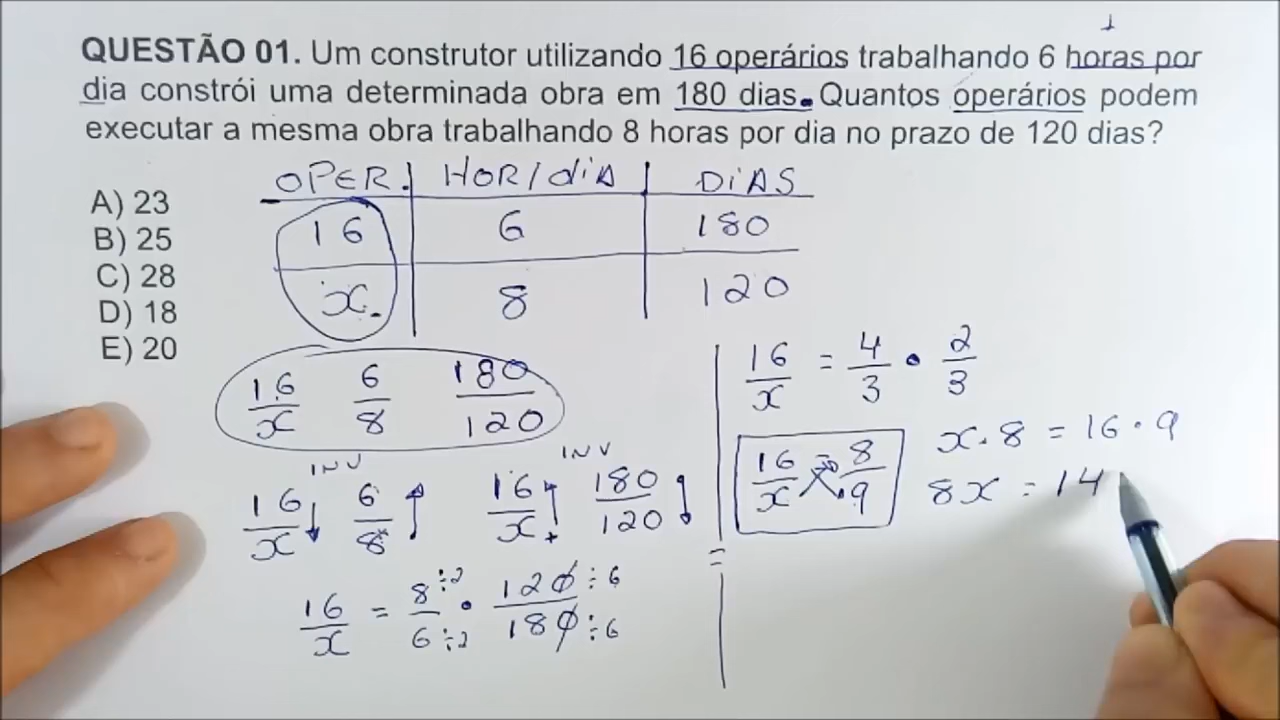 QUESTÃO 01. Um construtor utilizando 16 operários trabalhando 6 horas por
dia constrói uma determinada obra em 180 dias. Quantos operários podem
executar a mesma obra trabalhando 8 horas por dia no prazo de 120 dias?
A) 23
B) 25
C) 28
D) 18
E) 20
OPER. HOR/diA DiAS
16 6 180
x. 8 120
16/x 6/8 180/120
INV INV
16/x 6/8 16/x 180/120
16/x = 8÷2/6÷2 • 120÷6/180÷6
=
16/x = 4/3 • 2/3
16/x = 8/9
x.8 = 16.9
8x = 14